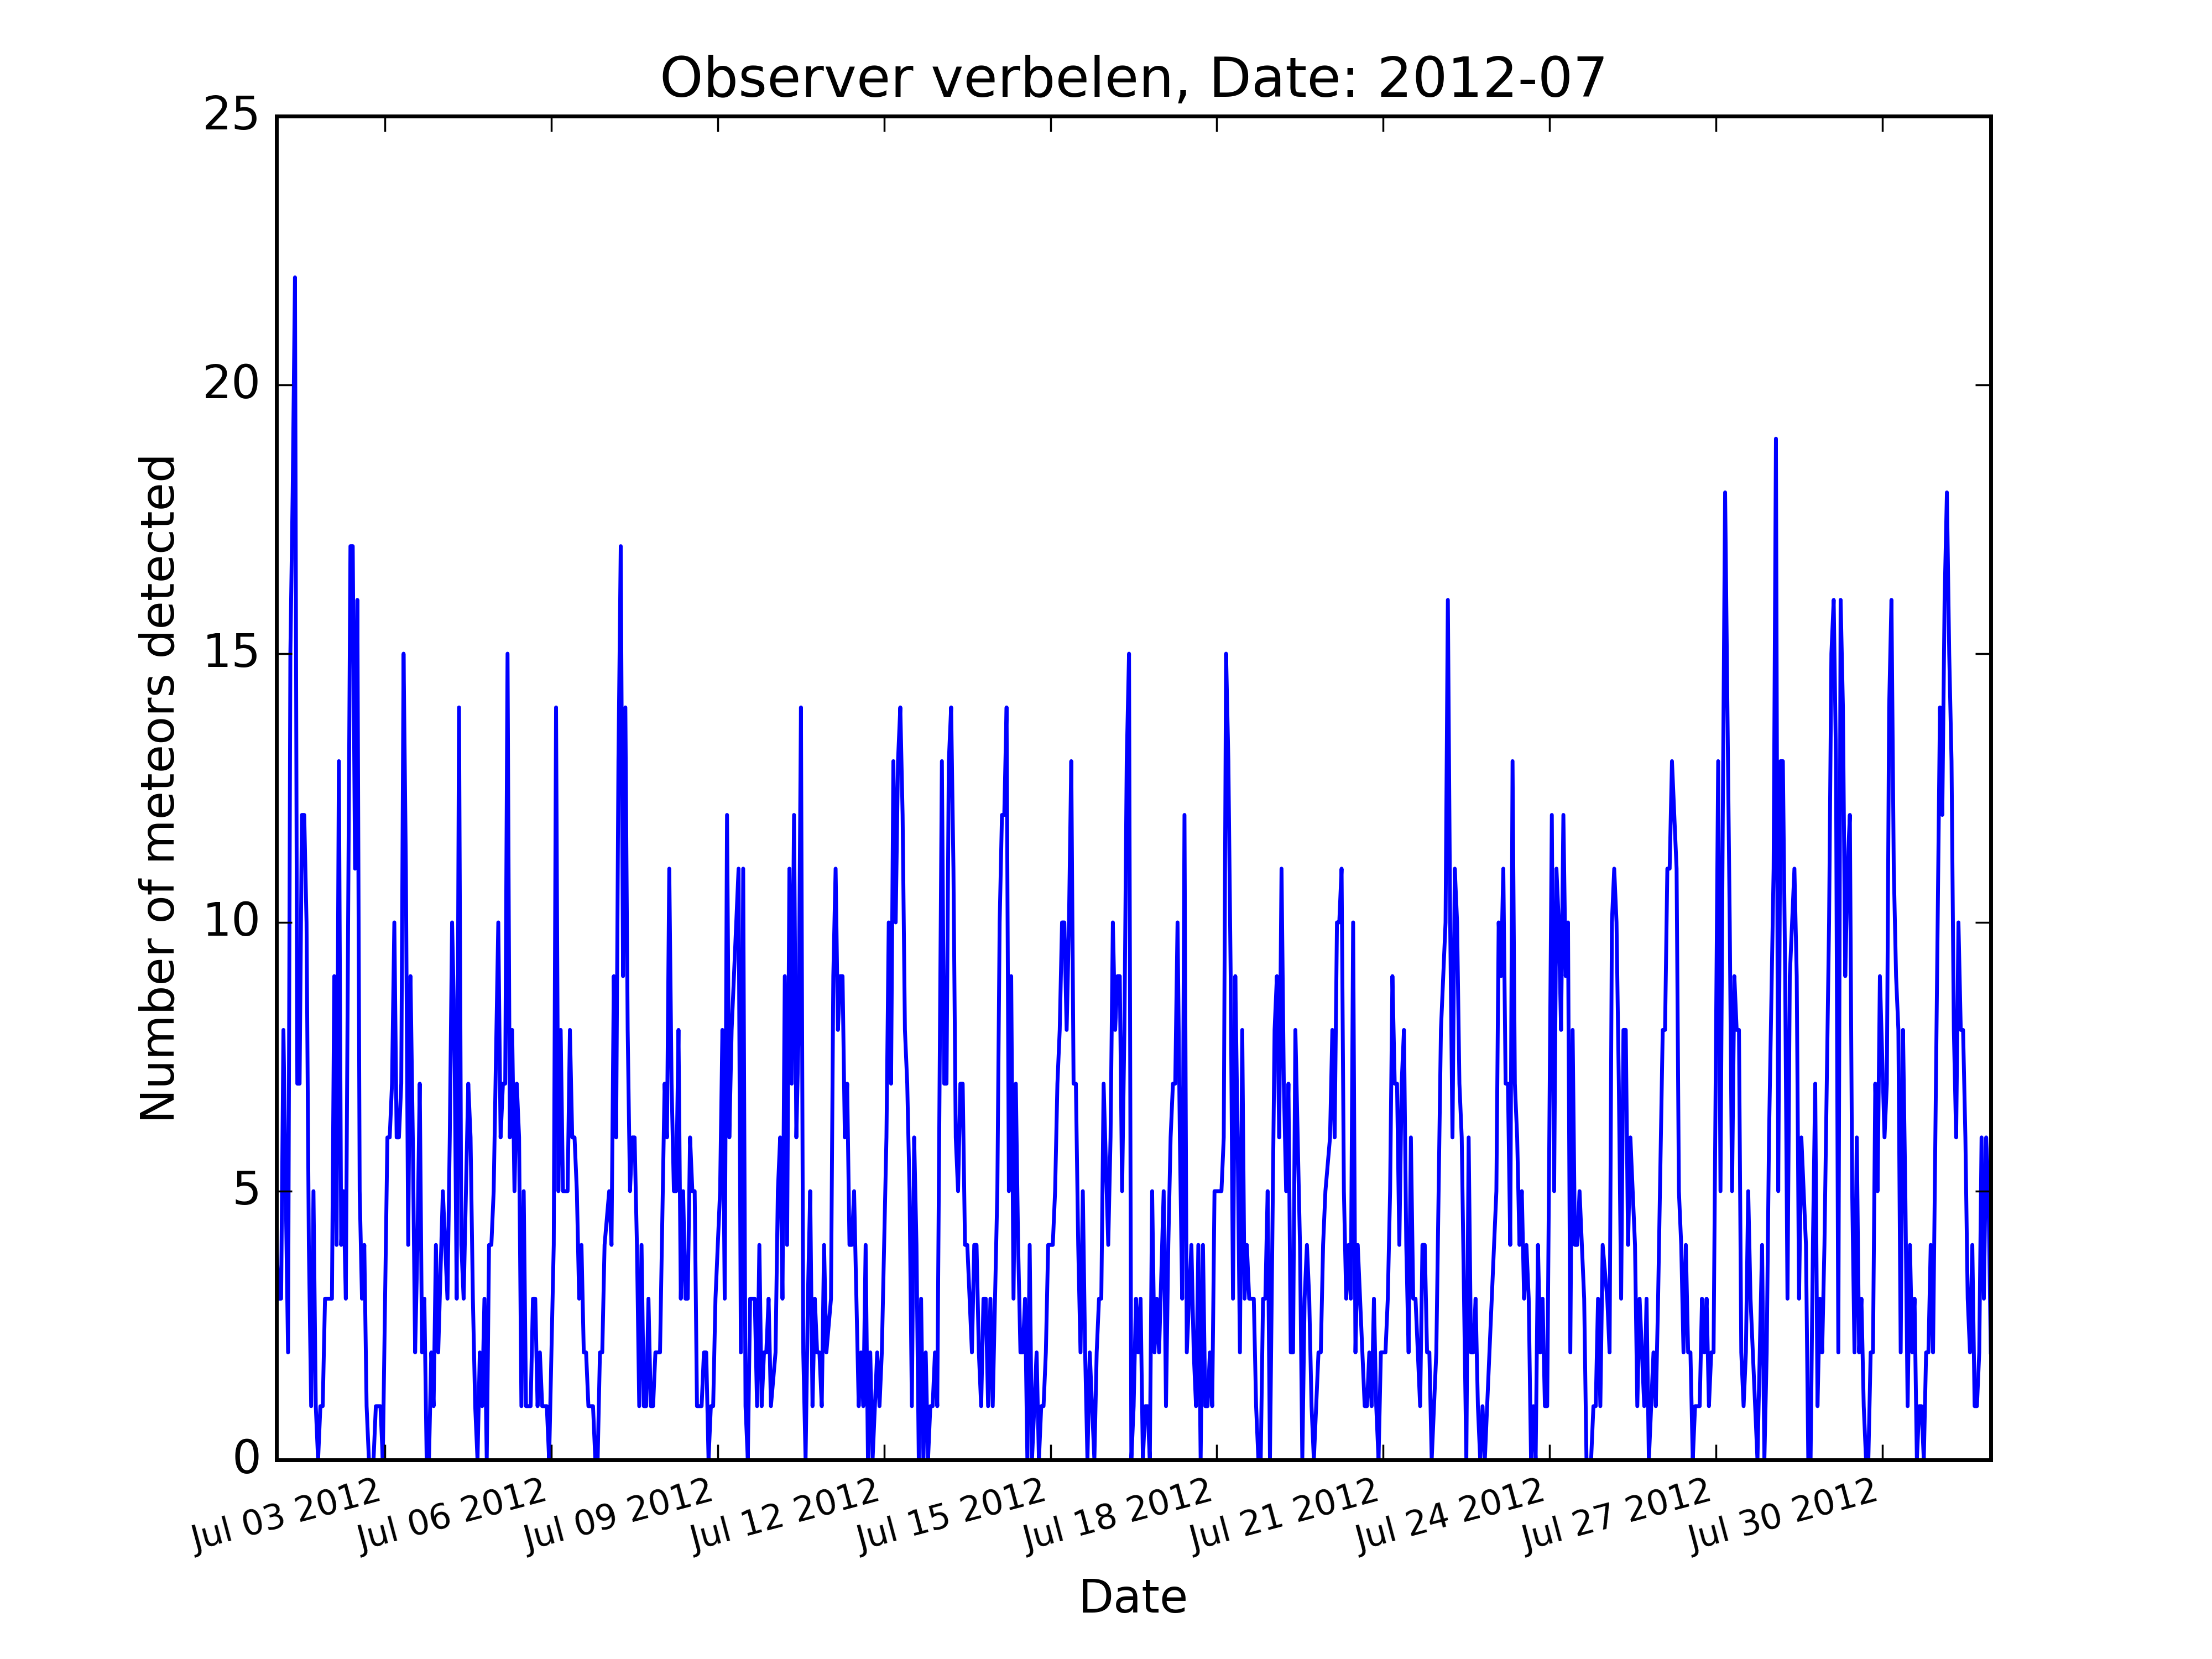 Observer verbelen, Date: 2012-07
Number of meteors detected
25
20
15
10
5
0
Jul 03 2012
Jul 06 2012
Jul 09 2012
Jul 12 2012
Jul 15 2012
Jul 18 2012
Jul 21 2012
Jul 24 2012
Jul 27 2012
Jul 30 2012
Date